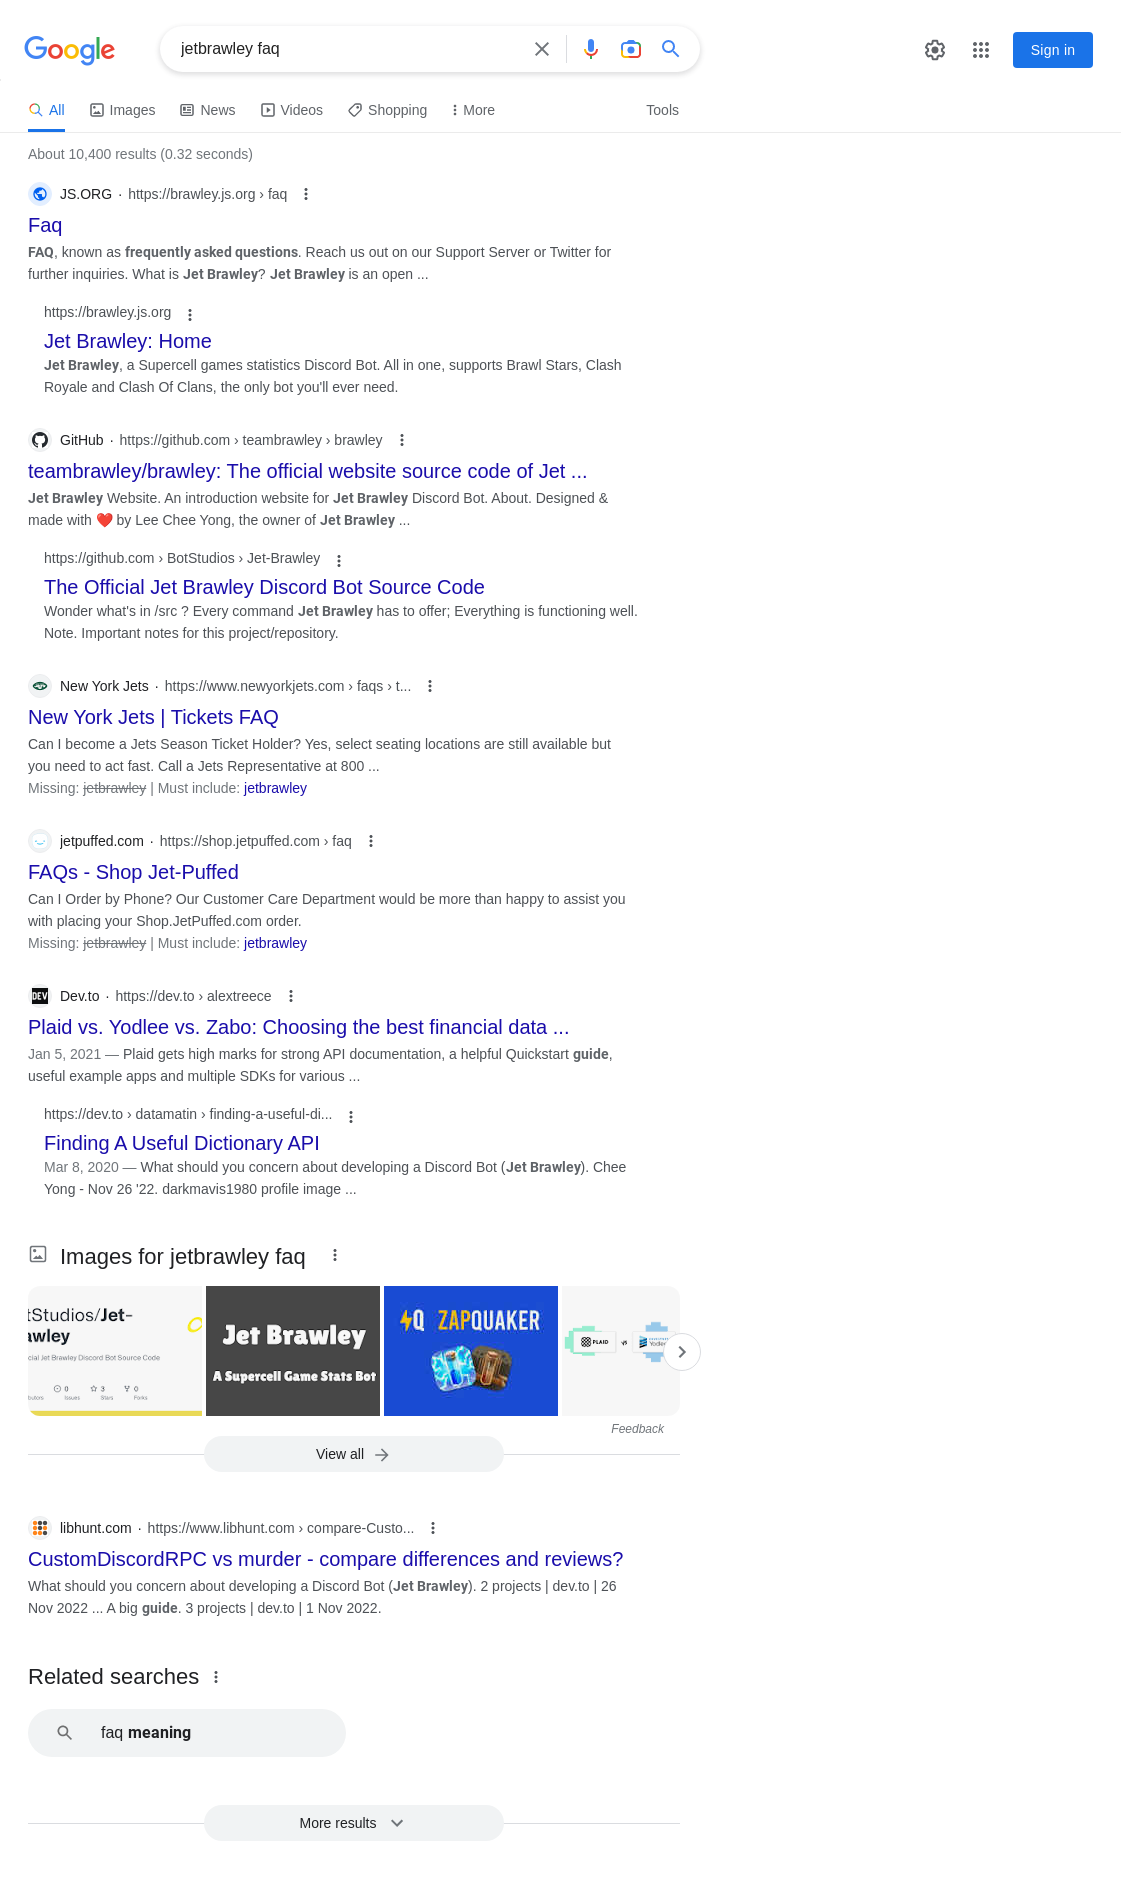 Google
jetbrawley faq
Sign in
All
Images
News
Videos
Shopping
More
Tools
About 10,400 results (0.32 seconds)
JS.ORG · https://brawley.js.org › faq
Faq
FAQ, known as frequently asked questions. Reach us out on our Support Server or Twitter for
further inquiries. What is Jet Brawley? Jet Brawley is an open ...
https://brawley.js.org
Jet Brawley: Home
Jet Brawley, a Supercell games statistics Discord Bot. All in one, supports Brawl Stars, Clash
Royale and Clash Of Clans, the only bot you'll ever need.
GitHub · https://github.com › teambrawley › brawley
teambrawley/brawley: The official website source code of Jet ...
Jet Brawley Website. An introduction website for Jet Brawley Discord Bot. About. Designed &
made with ❤️ by Lee Chee Yong, the owner of Jet Brawley ...
https://github.com › BotStudios › Jet-Brawley
The Official Jet Brawley Discord Bot Source Code
Wonder what's in /src ? Every command Jet Brawley has to offer; Everything is functioning well.
Note. Important notes for this project/repository.
New York Jets · https://www.newyorkjets.com › faqs › t...
New York Jets | Tickets FAQ
Can I become a Jets Season Ticket Holder? Yes, select seating locations are still available but
you need to act fast. Call a Jets Representative at 800 ...
Missing: jetbrawley | Must include: jetbrawley
jetpuffed.com · https://shop.jetpuffed.com › faq
FAQs - Shop Jet-Puffed
Can I Order by Phone? Our Customer Care Department would be more than happy to assist you
with placing your Shop.JetPuffed.com order.
Missing: jetbrawley | Must include: jetbrawley
DEV
Dev.to · https://dev.to › alextreece
Plaid vs. Yodlee vs. Zabo: Choosing the best financial data ...
Jan 5, 2021 — Plaid gets high marks for strong API documentation, a helpful Quickstart guide,
useful example apps and multiple SDKs for various ...
https://dev.to › datamatin › finding-a-useful-di...
Finding A Useful Dictionary API
Mar 8, 2020 — What should you concern about developing a Discord Bot (Jet Brawley). Chee
Yong - Nov 26 '22. darkmavis1980 profile image ...
Images for jetbrawley faq
tStudios/Jet-
awley
cial Jet Brawley Discord Bot Source Code
0
3
0
butors
Issues
Stars
Forks
Jet Brawley
A Supercell Game Stats Bot
Q ZAPQUAKER
PLAID
vs
Yodlee
Feedback
View all
libhunt.com · https://www.libhunt.com › compare-Custo...
CustomDiscordRPC vs murder - compare differences and reviews?
What should you concern about developing a Discord Bot (Jet Brawley). 2 projects | dev.to | 26
Nov 2022 ... A big guide. 3 projects | dev.to | 1 Nov 2022.
Related searches
faq meaning
More results